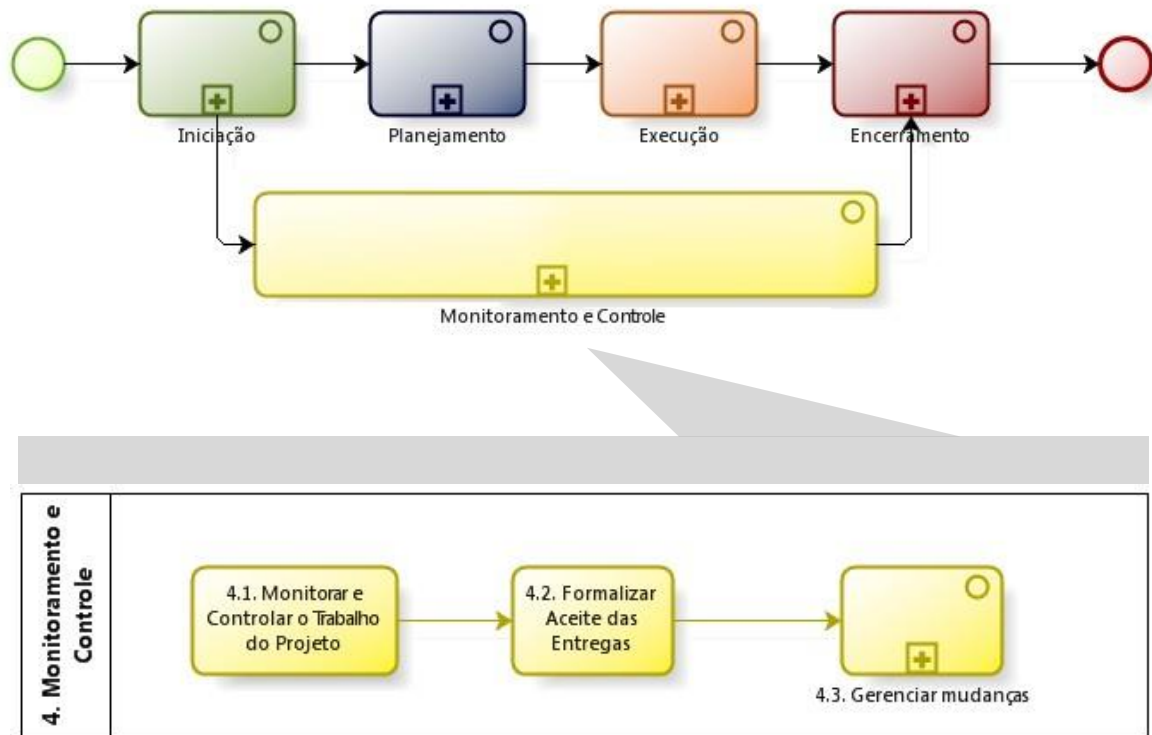 Iniciação
Planejamento
Execução
Encerramento
Monitoramento e Controle
4. Monitoramento e
Controle
4.1. Monitorar e
Controlar o Trabalho
do Projeto
4.2. Formalizar
Aceite das
Entregas
4.3. Gerenciar mudanças